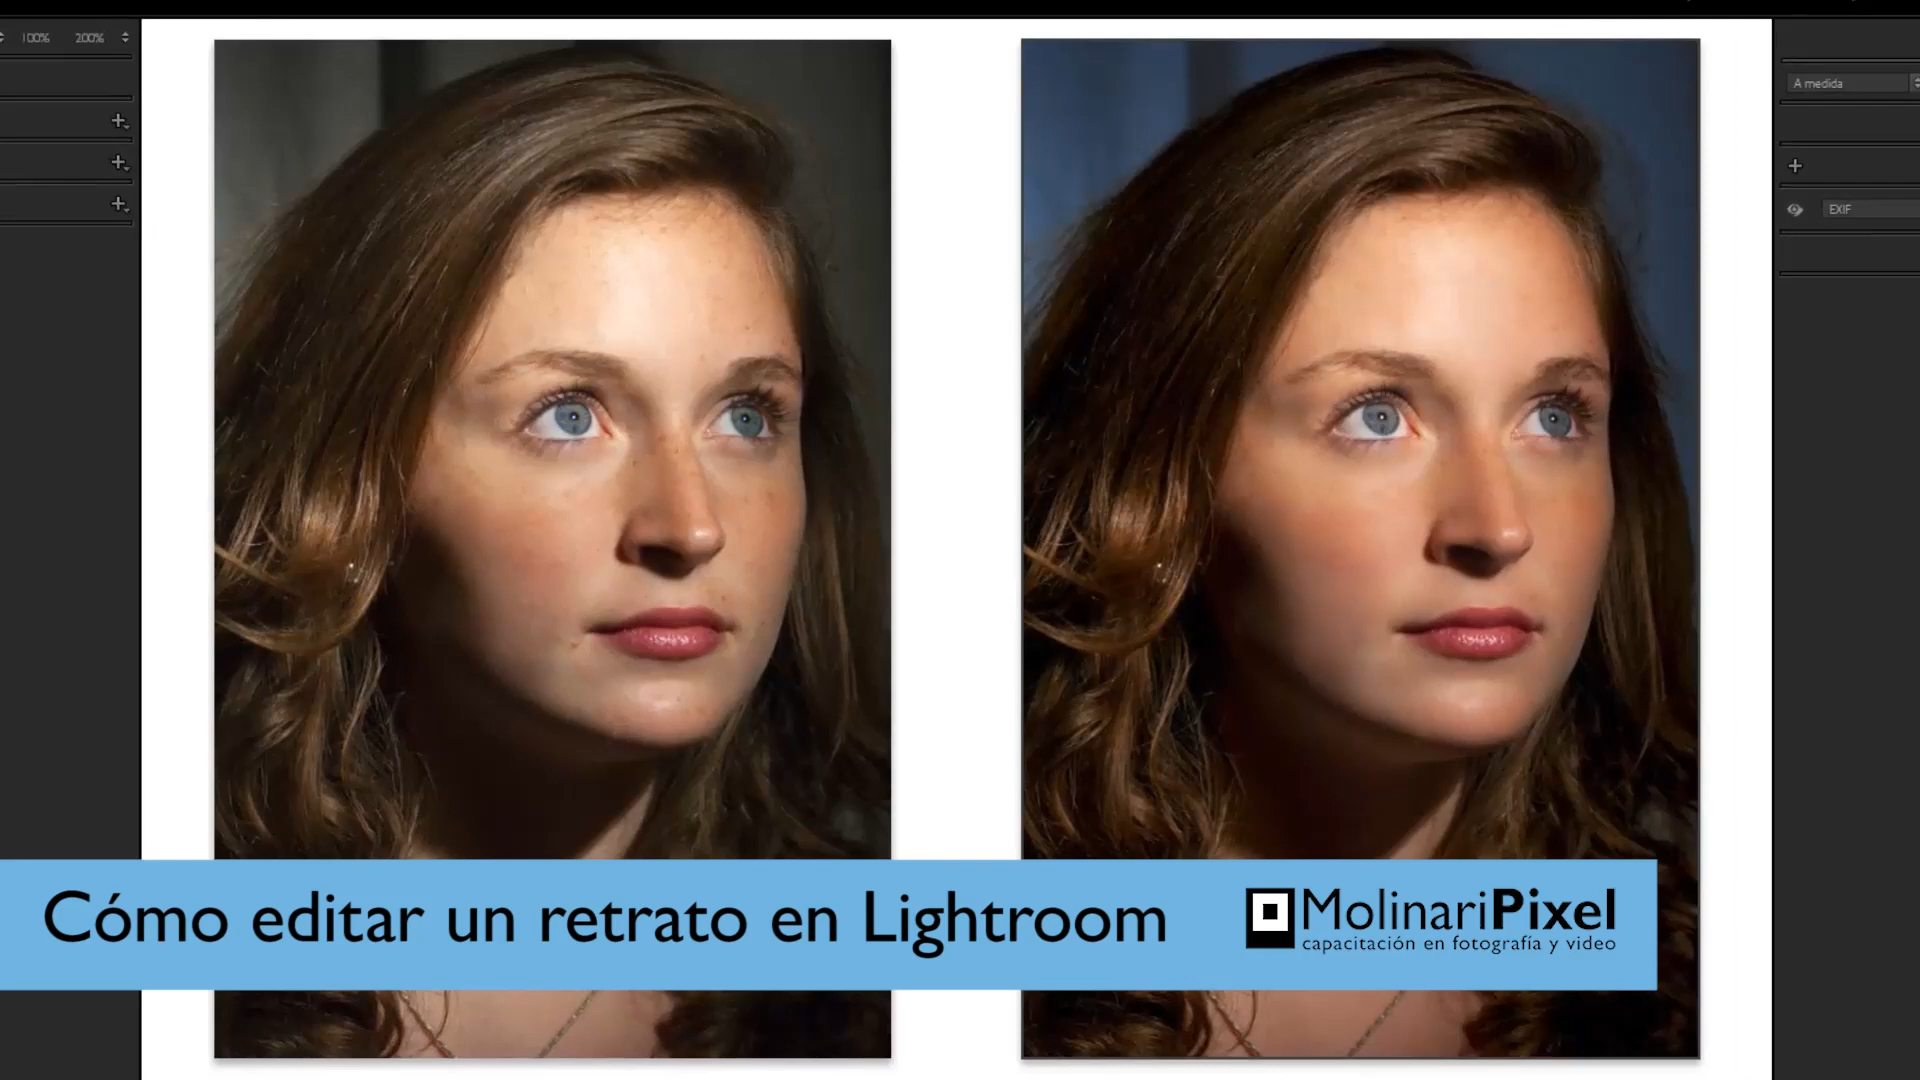 100% 200%
A medida
EXIF
Cómo editar un retrato en Lightroom
MolinariPixel
capacitación en fotografía y video